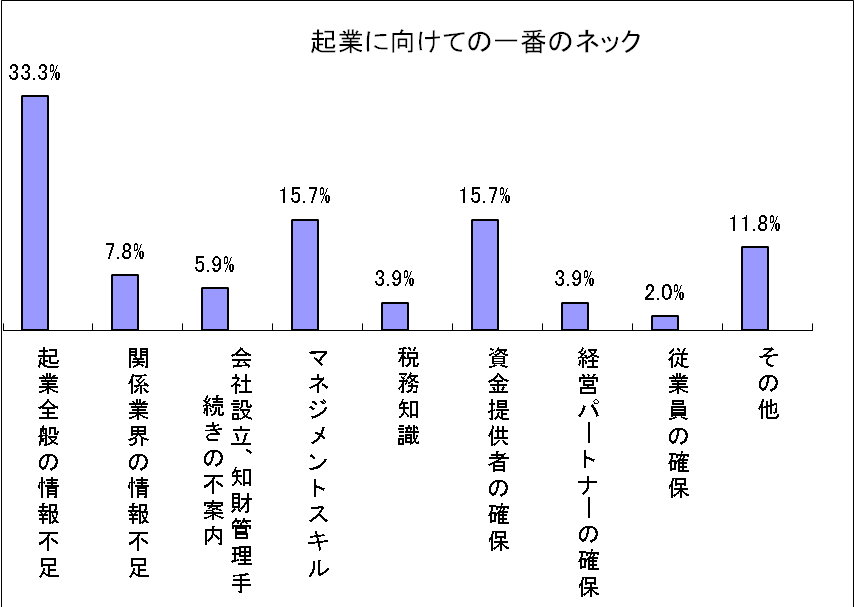 起業に向けての一番のネック
33.3%
7.8%
5.9%
15.7%
3.9%
15.7%
3.9%
2.0%
11.8%
起業全般の情報不足
関係業界の情報不足
会社設立、知財管理手
続きの不案内
マネジメントスキル
税務知識
資金提供者の確保
経営パートナーの確保
従業員の確保
その他